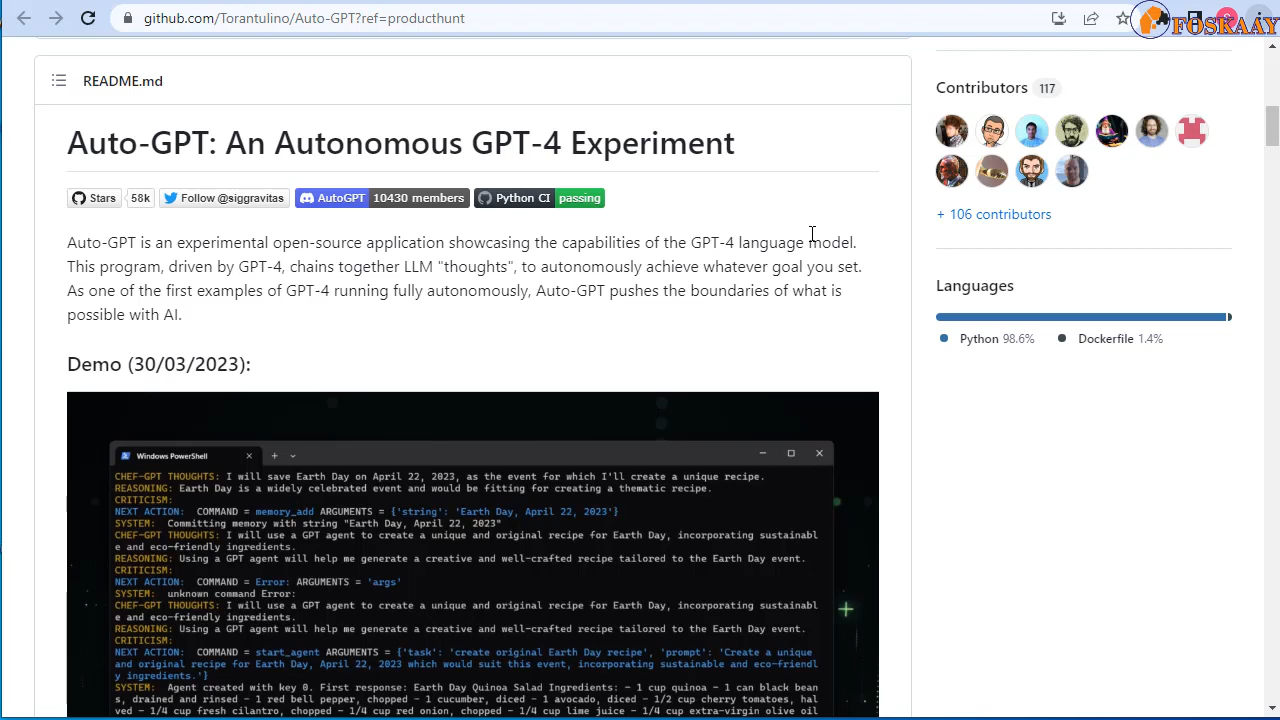 github.com/Torantulino/Auto-GPT?ref=producthunt
FOSKAAY
README.md
Auto-GPT: An Autonomous GPT-4 Experiment
Stars 58k Follow @siggravitas AutoGPT 10430 members Python CI passing
Auto-GPT is an experimental open-source application showcasing the capabilities of the GPT-4 language model.
This program, driven by GPT-4, chains together LLM "thoughts", to autonomously achieve whatever goal you set.
As one of the first examples of GPT-4 running fully autonomously, Auto-GPT pushes the boundaries of what is
possible with AI.
Demo (30/03/2023):
Windows PowerShell
CHEF-GPT THOUGHTS: I will save Earth Day on April 22, 2023, as the event for which I'll create a unique recipe.
REASONING: Earth Day is a widely celebrated event and would be fitting for creating a thematic recipe.
CRITICISM:
NEXT ACTION: COMMAND = memory_add ARGUMENTS = {'string': 'Earth Day, April 22, 2023'}
SYSTEM: Committing memory with string "Earth Day, April 22, 2023"
CHEF-GPT THOUGHTS: I will use a GPT agent to create a unique and original recipe for Earth Day, incorporating sustainabl
e and eco-friendly ingredients.
REASONING: Using a GPT agent will help me generate a creative and well-crafted recipe tailored to the Earth Day event.
CRITICISM:
NEXT ACTION: COMMAND = Error: ARGUMENTS = 'args'
SYSTEM: unknown command Error:
CHEF-GPT THOUGHTS: I will use a GPT agent to create a unique and original recipe for Earth Day, incorporating sustainabl
e and eco-friendly ingredients.
REASONING: Using a GPT agent will help me generate a creative and well-crafted recipe tailored to the Earth Day event.
CRITICISM:
NEXT ACTION: COMMAND = start_agent ARGUMENTS = {'task': 'create original Earth Day recipe', 'prompt': 'Create a unique
and original recipe for Earth Day, April 22, 2023 which would suit this event, incorporating sustainable and eco-friendl
y ingredients.'}
SYSTEM: Agent created with key 0. First response: Earth Day Quinoa Salad Ingredients: - 1 cup quinoa - 1 can black bean
s, drained and rinsed - 1 red bell pepper, chopped - 1 cucumber, diced - 1 avocado, diced - 1/2 cup cherry tomatoes, hal
ved - 1/4 cup fresh cilantro, chopped - 1/4 cup red onion, chopped - 1/4 cup lime juice - 1/4 cup extra-virgin olive oil
Contributors 117
+ 106 contributors
Languages
Python 98.6% Dockerfile 1.4%